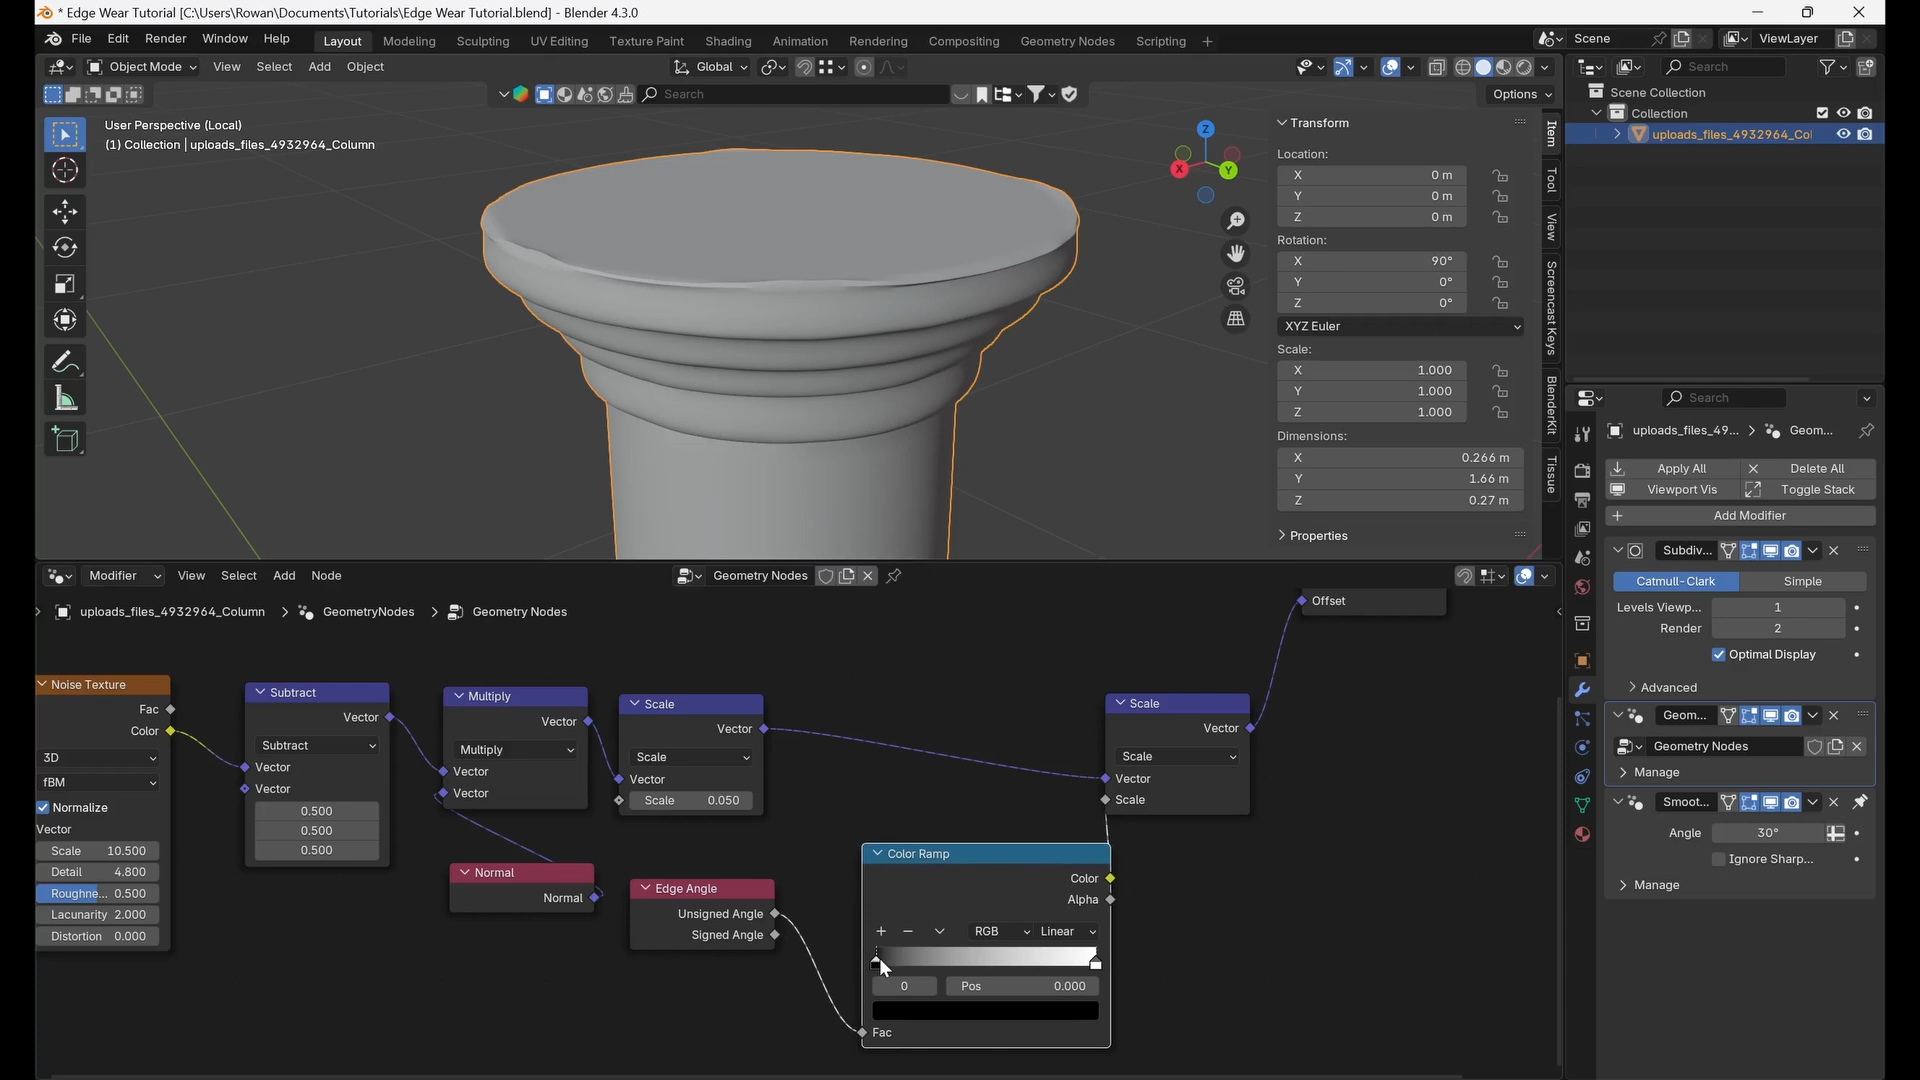 * Edge Wear Tutorial [C:\Users\Rowan\Documents\Tutorials\Edge Wear Tutorial.blend] - Blender 4.3.0
File Edit Render Window Help Layout Modeling Sculpting UV Editing Texture Paint Shading Animation Rendering Compositing Geometry Nodes Scripting + Scene ViewLayer
Object Mode View Select Add Object Global Search
Search Options
Scene Collection
Collection
uploads_files_4932964_Col
User Perspective (Local)
(1) Collection | uploads_files_4932964_Column
Z
X
Y
Transform
Location:
X 0 m
Y 0 m
Z 0 m
Rotation:
X 90°
Y 0°
Z 0°
XYZ Euler
Scale:
X 1.000
Y 1.000
Z 1.000
Dimensions:
X 0.266 m
Y 1.66 m
Z 0.27 m
Properties
Item
Tool
View
Screencast Keys
BlenderKit
Tissue
Search
uploads_files_49... > Geom...
Apply All Delete All
Viewport Vis Toggle Stack
Add Modifier
Subdiv...
Catmull-Clark Simple
Levels Viewp... 1
Render 2
Optimal Display
Advanced
Geom...
Geometry Nodes
Manage
Smoot...
Angle 30°
Ignore Sharp...
Manage
Modifier View Select Add Node Geometry Nodes
uploads_files_4932964_Column > GeometryNodes > Geometry Nodes
Offset
Noise Texture
Fac
Color
3D
fBM
Normalize
Vector
Scale 10.500
Detail 4.800
Roughne... 0.500
Lacunarity 2.000
Distortion 0.000
Subtract
Vector
Subtract
Vector
Vector
0.500
0.500
0.500
Multiply
Vector
Multiply
Vector
Vector
Normal
Normal
Scale
Vector
Scale
Vector
Scale 0.050
Edge Angle
Unsigned Angle
Signed Angle
Color Ramp
Color
Alpha
+ − RGB Linear
0 Pos 0.000
Fac
Scale
Vector
Scale
Vector
Scale